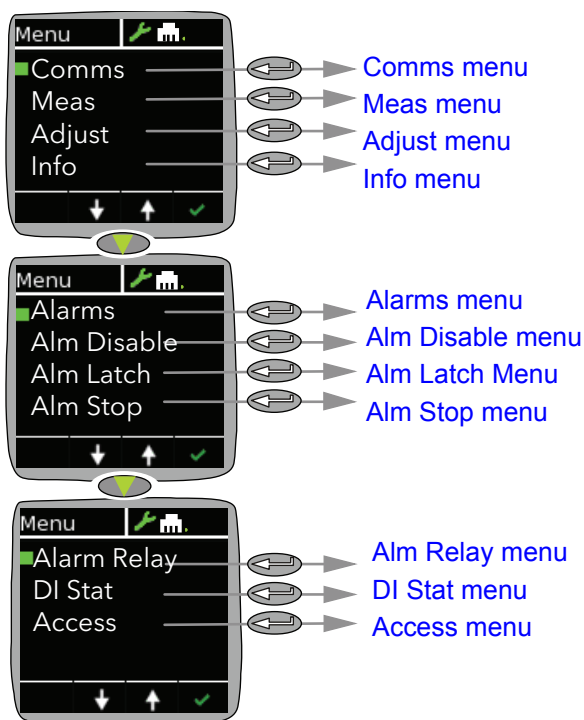 Menu
Comms Comms menu
Meas Meas menu
Adjust Adjust menu
Info Info menu
Menu
Alarms Alarms menu
Alm Disable Alm Disable menu
Alm Latch Alm Latch Menu
Alm Stop Alm Stop menu
Menu
Alarm Relay Alm Relay menu
DI Stat DI Stat menu
Access Access menu